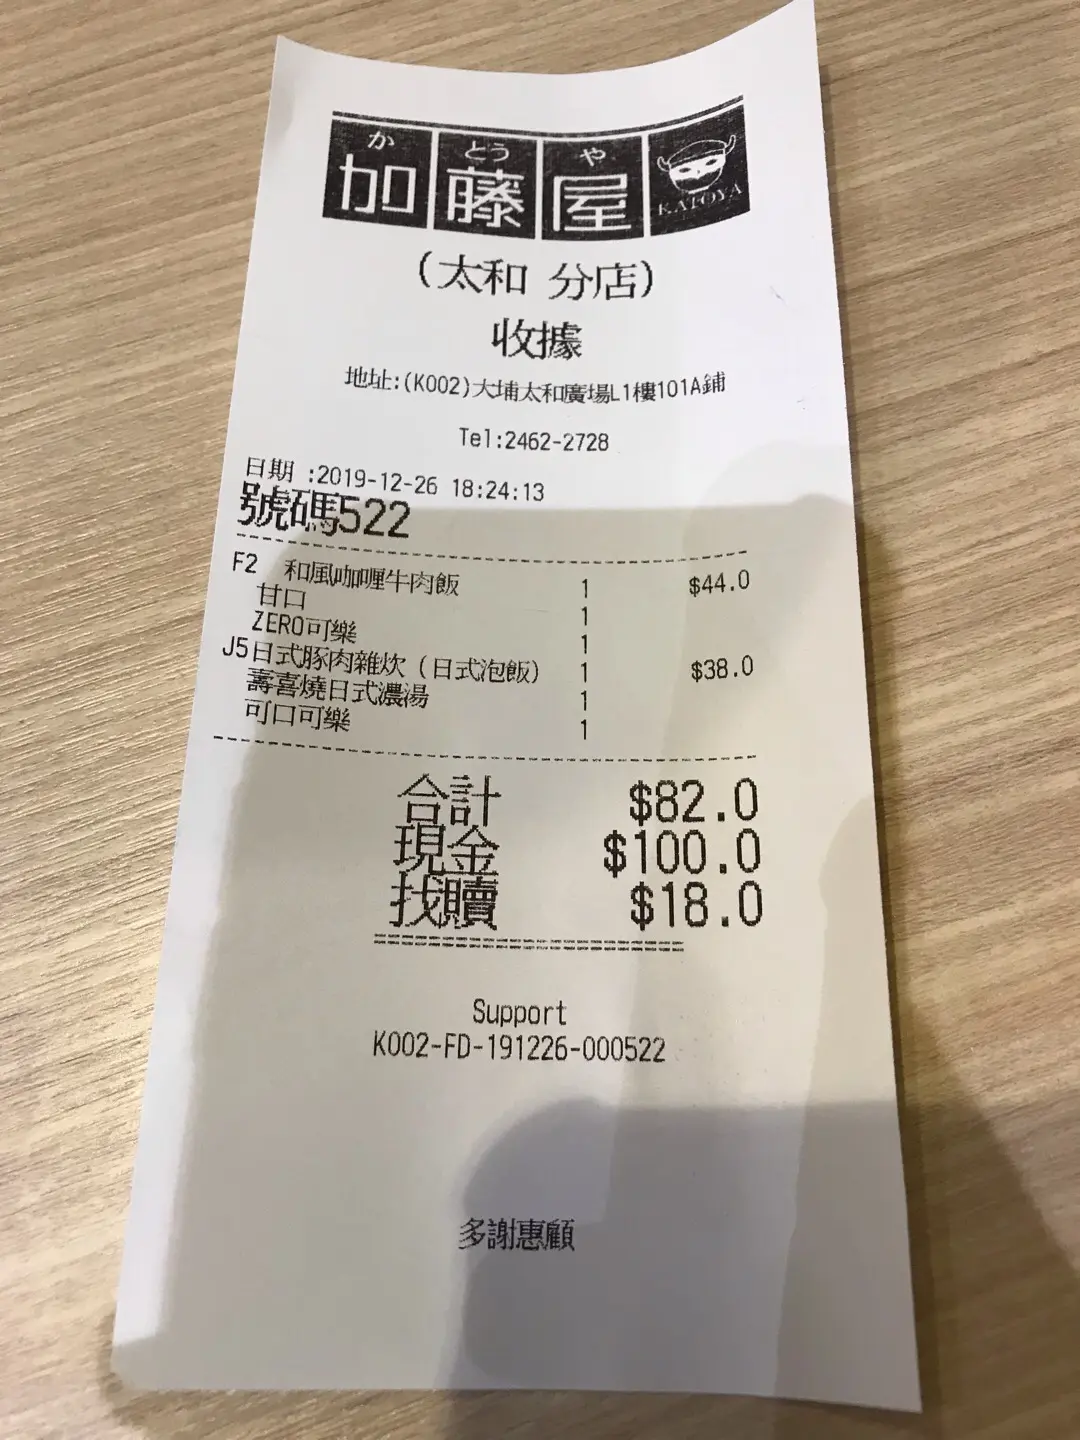 か とう や
加藤屋 KATOYA
(太和 分店)
收據
地址:(K002)大埔太和廣場L1樓101A鋪
Tel:2462-2728
日期 :2019-12-26 18:24:13
號碼522
F2 和風咖喱牛肉飯 1 $44.0
甘口 1
ZERO可樂 1
J5日式豚肉雜炊 (日式泡飯) 1 $38.0
壽喜燒日式濃湯 1
可口可樂 1
合計 $82.0
現金 $100.0
找贖 $18.0
Support
K002-FD-191226-000522
多謝惠顧